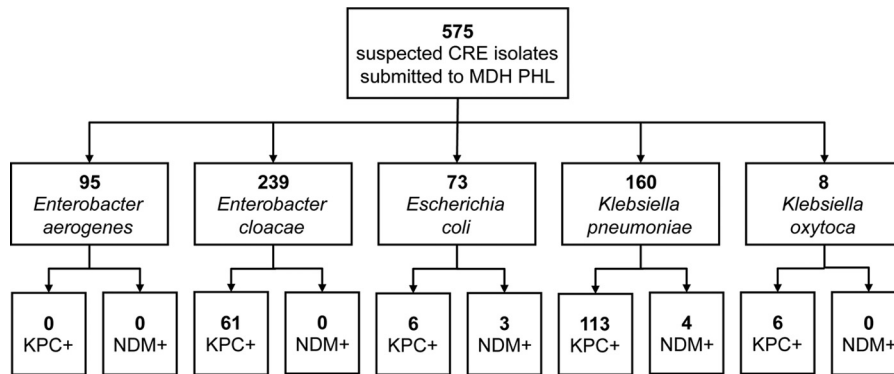 575
suspected CRE isolates
submitted to MDH PHL
95
Enterobacter
aerogenes
239
Enterobacter
cloacae
73
Escherichia
coli
160
Klebsiella
pneumoniae
8
Klebsiella
oxytoca
0
KPC+
0
NDM+
61
KPC+
0
NDM+
6
KPC+
3
NDM+
113
KPC+
4
NDM+
6
KPC+
0
NDM+